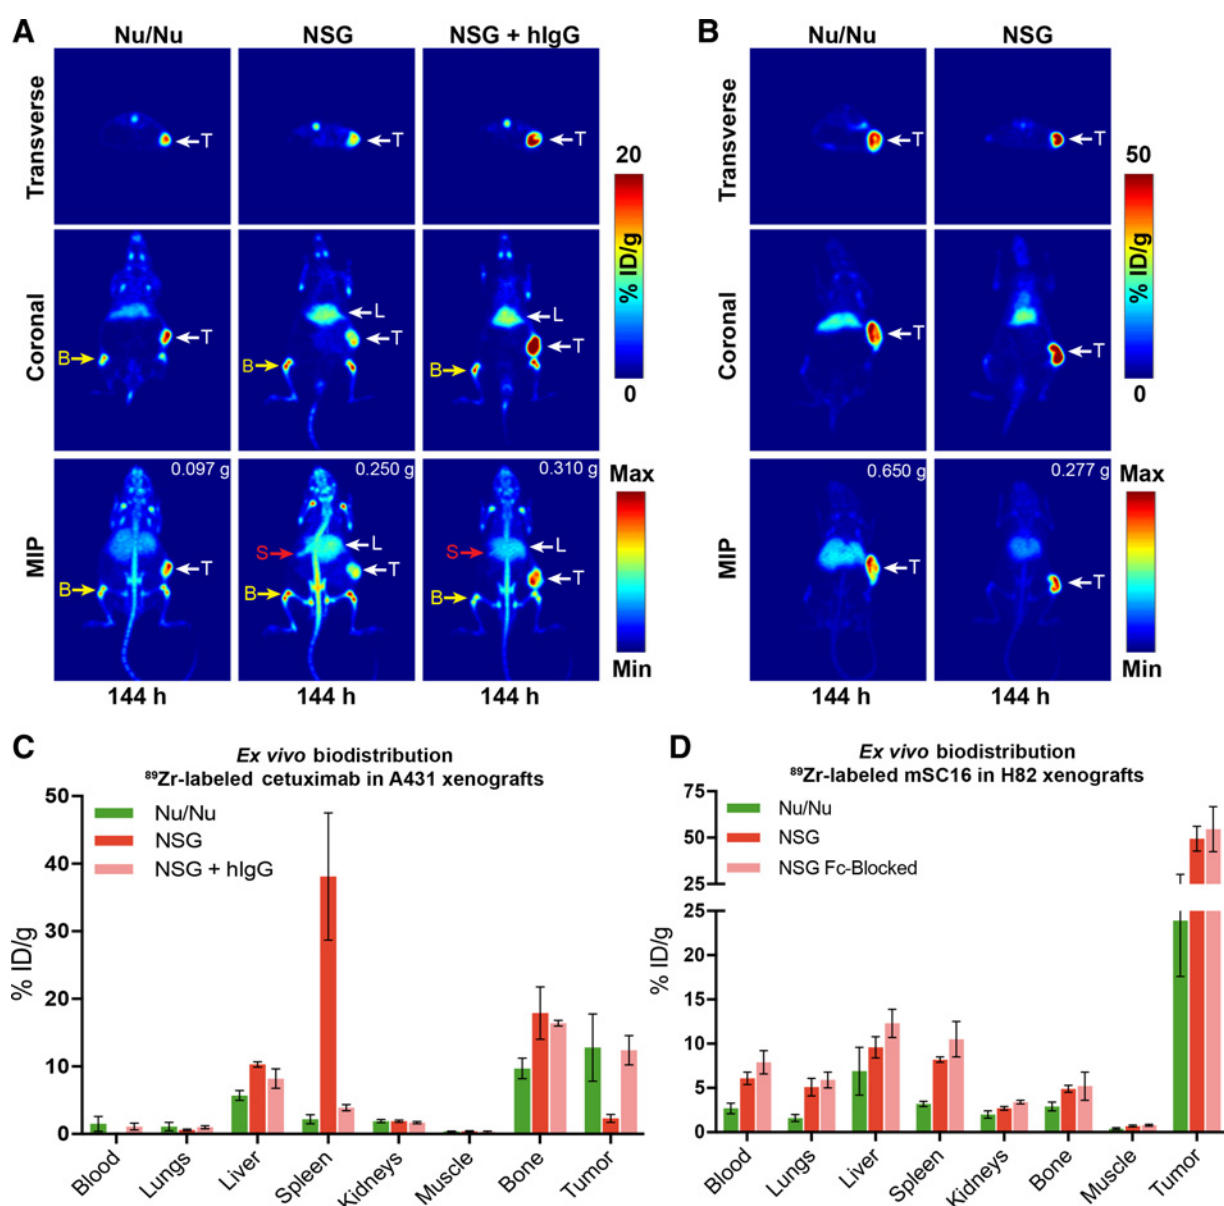 A
Nu/Nu
NSG
NSG + hIgG
Transverse
T
T
T
20
% ID/g
0
Coronal
B
T
B
L
T
B
L
T
MIP
0.097 g
B
T
0.250 g
S
L
T
B
0.310 g
S
L
T
B
Max
Min
144 h
144 h
144 h
B
Nu/Nu
NSG
Transverse
T
T
50
% ID/g
0
Coronal
T
T
MIP
0.650 g
T
0.277 g
T
Max
Min
144 h
144 h
C
Ex vivo biodistribution
⁸⁹Zr-labeled cetuximab in A431 xenografts
Nu/Nu
NSG
NSG + hIgG
% ID/g
50
40
30
20
10
0
Blood
Lungs
Liver
Spleen
Kidneys
Muscle
Bone
Tumor
D
Ex vivo biodistribution
⁸⁹Zr-labeled mSC16 in H82 xenografts
Nu/Nu
NSG
NSG Fc-Blocked
% ID/g
75
50
25
25
20
15
10
5
0
Blood
Lungs
Liver
Spleen
Kidneys
Bone
Muscle
Tumor